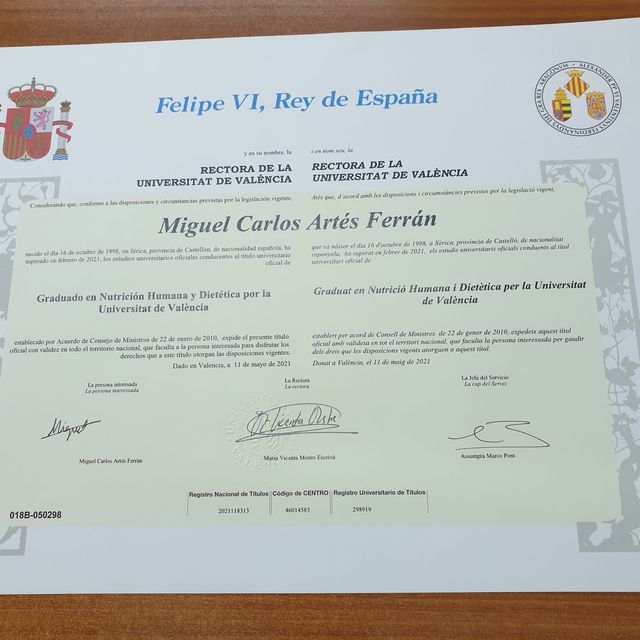 Felipe VI, Rey de España
y en su nombre, la
RECTORA DE LA
UNIVERSITAT DE VALÈNCIA
i en nom seu, la
RECTORA DE LA
UNIVERSITAT DE VALÈNCIA
Considerando que, conforme a las disposiciones y circunstancias previstas por la legislación vigente,
Atès que, d'acord amb les disposicions i circumstàncies previstes per la legislació vigent,
Miguel Carlos Artés Ferrán
nacido el día 16 de octubre de 1998, en Jérica, provincia de Castellón, de nacionalidad española, ha
superado en febrero de 2021, los estudios universitarios oficiales conducentes al título universitario
oficial de
Graduado en Nutrición Humana y Dietética por la
Universitat de València
establecido por Acuerdo de Consejo de Ministros de 22 de enero de 2010, expide el presente título
oficial con validez en todo el territorio nacional, que faculta a la persona interesada para disfrutar los
derechos que a este título otorgan las disposiciones vigentes.
Dado en Valencia, a 11 de mayo de 2021
que va nàixer el dia 16 d'octubre de 1998, a Xèrica, província de Castelló, de nacionalitat
espanyola, ha superat en febrer de 2021, els estudis universitaris oficials conduents al títol
universitari oficial de
Graduat en Nutrició Humana i Dietètica per la Universitat
de València
establert per acord de Consell de Ministres de 22 de gener de 2010, expedeix aquest títol
oficial amb validesa en tot el territori nacional, que faculta la persona interessada per gaudir
dels drets que les disposicions vigents atorguen a aquest títol.
Donat a València, el 11 de maig de 2021
La persona interesada
La persona interessada
La Rectora
La rectora
La Jefa del Servicio
La cap del Servei
Miguel
Mª Vicenta Mestre
Miguel Carlos Artés Ferrán
María Vicenta Mestre Escrivá
Assumpta Marco Poni
Registro Nacional de Títulos
Código de CENTRO
Registro Universitario de Títulos
2021118313
46014583
298919
018B-050298